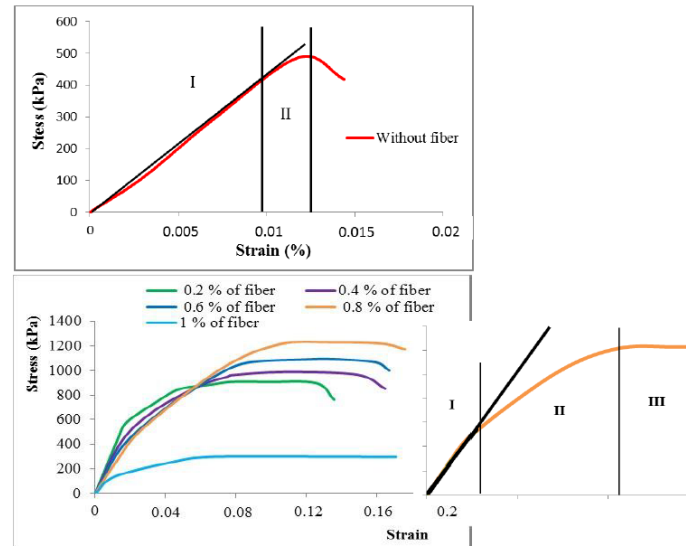 600
500
400
300
200
100
0
Stess (kPa)
I
II
Without fiber
0 0.005 0.01 0.015 0.02
Strain (%)
0.2 % of fiber 0.4 % of fiber
0.6 % of fiber 0.8 % of fiber
1 % of fiber
1400
1200
1000
800
600
400
200
0
Stress (kPa)
0 0.04 0.08 0.12 0.16 0.2
Strain
I
II
III